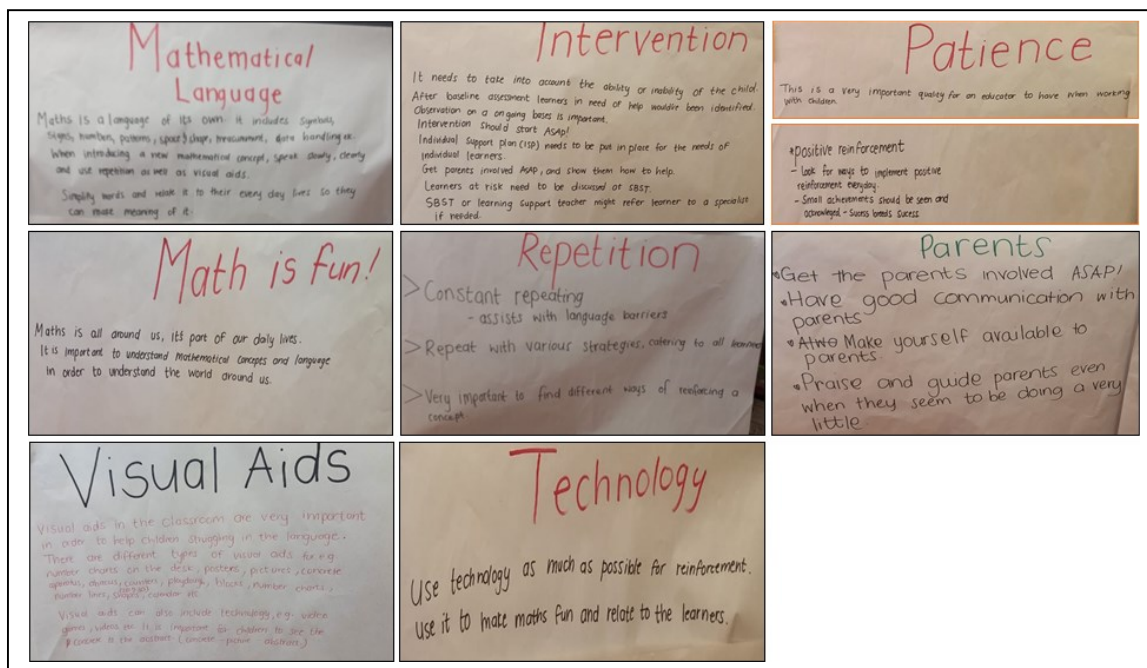 Mathematical
Language
Maths is a language of its own it includes symbols,
signs, number, patterns, space & shape, measurement, data handling etc.
When introducing a new mathematical concept, speak slowly, clearly
and use repetition as well as visual aids.
Simplify words and relate it to their every day lives so they
can make meaning of it.
Intervention
It needs to take into account the ability or inability of the child.
After baseline assessment learners in need of help would've been identified.
Observation on a ongoing bases is important.
Intervention should start ASAP!
Individual Support plan (ISP) needs to be put in place for the needs of
individual learners.
Get parents involved ASAP, and show them how to help.
Learners at risk need to be discussed at SBST.
SBST or learning support teacher might refer learner to a specialist
if needed.
Patience
This is a very important quality for an educator to have when working
with children.
*Positive reinforcement
- Look for ways to implement positive
reinforcement everyday.
- Small achievements should be seen and
acknowledged - Sucess breeds sucess
Math is fun!
Maths is all around us, it's part of our daily lives.
It is important to understand mathematical concepts and language
in order to understand the world around us.
Repetition
> Constant repeating
- assists with language barriers
> Repeat with various strategies, catering to all learners
> Very important to find different ways of reinforcing a
concept
Parents
• Get the parents involved ASAP!
• Have good communication with
parents
• Make yourself available to
parents.
• Praise and guide parents even
when they seem to be doing a very
little.
Visual Aids
Visual aids in the classroom are very important
in order to help children struggling in the language.
There are different types of visual aids e.g.
number charts on the desk, posters, pictures, concrete
apparatus, abacus, counters, playdough, blocks, number charts,
number lines, shapes, calendar etc.
Visual aids can also include technology, e.g. video
games, videos etc. It is important for children to see the
concrete to the abstract (concrete - picture abstract)
Technology
Use technology as much as possible for reinforcement.
Use it to make maths fun and relate to the learners.